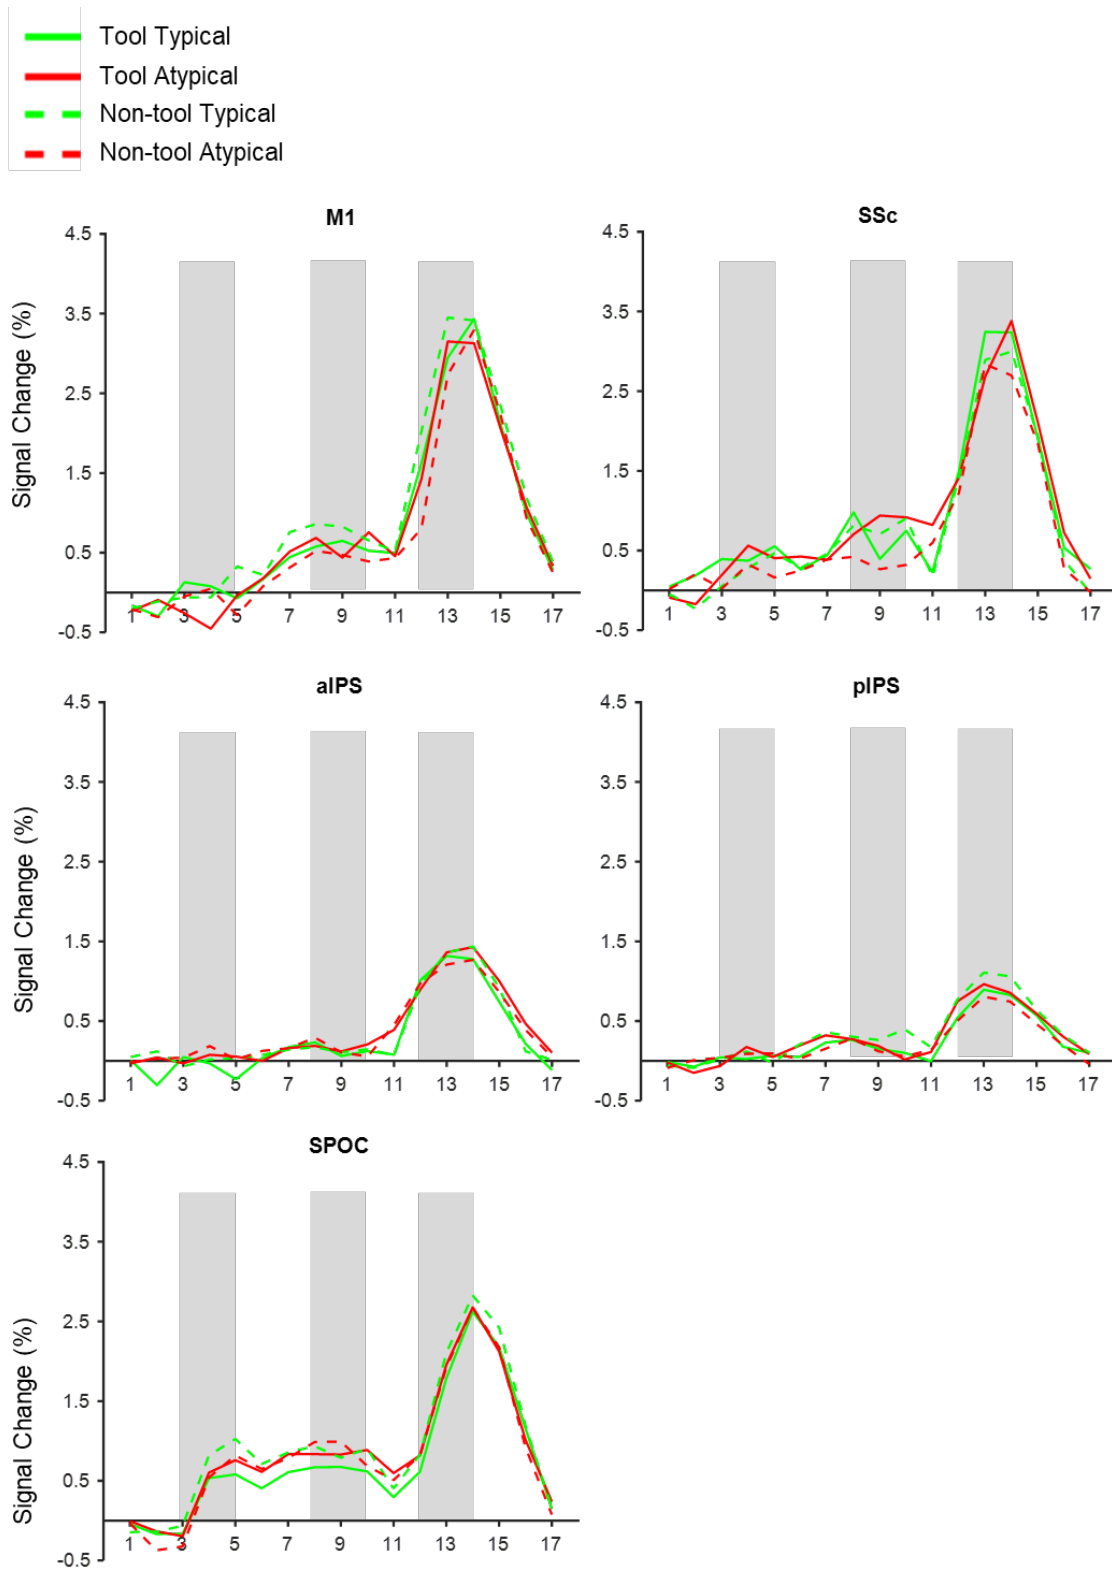 Tool Typical
Tool Atypical
Non-tool Typical
Non-tool Atypical
M1
Signal Change (%)
4.5
3.5
2.5
1.5
0.5
-0.5
1 3 5 7 9 11 13 15 17
SSc
4.5
3.5
2.5
1.5
0.5
-0.5
1 3 5 7 9 11 13 15 17
aIPS
Signal Change (%)
4.5
3.5
2.5
1.5
0.5
-0.5
1 3 5 7 9 11 13 15 17
pIPS
4.5
3.5
2.5
1.5
0.5
-0.5
1 3 5 7 9 11 13 15 17
SPOC
Signal Change (%)
4.5
3.5
2.5
1.5
0.5
-0.5
1 3 5 7 9 11 13 15 17